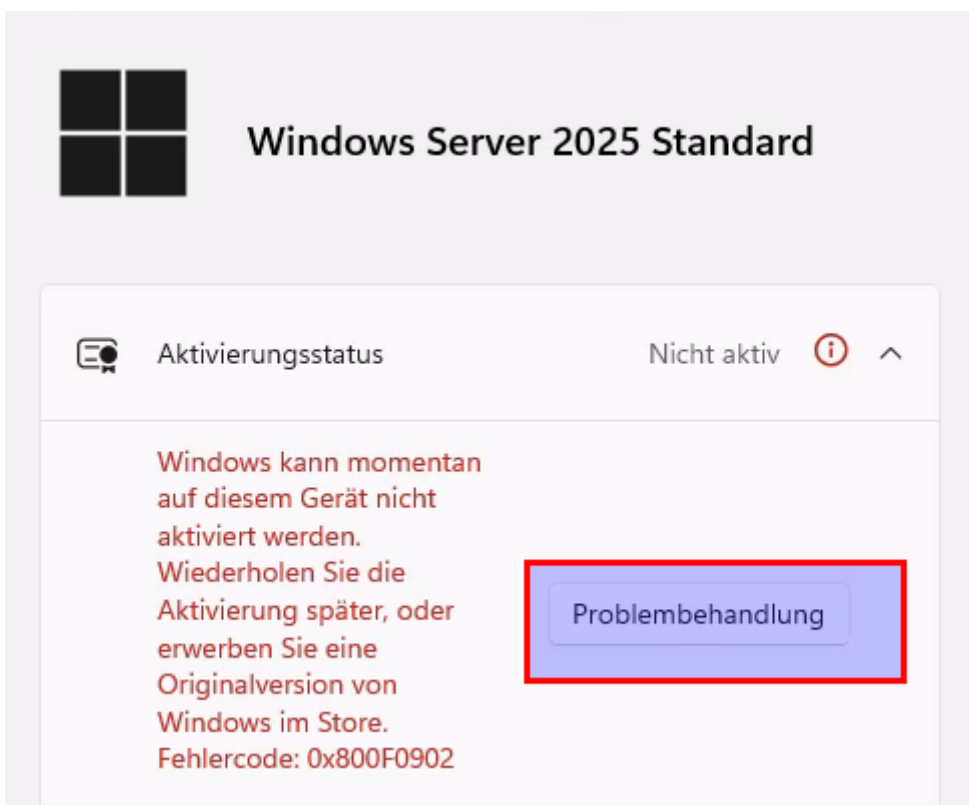 Windows Server 2025 Standard
Aktivierungsstatus
Nicht aktiv
Windows kann momentan
auf diesem Gerät nicht
aktiviert werden.
Wiederholen Sie die
Aktivierung später, oder
erwerben Sie eine
Originalversion von
Windows im Store.
Fehlercode: 0x800F0902
Problembehandlung